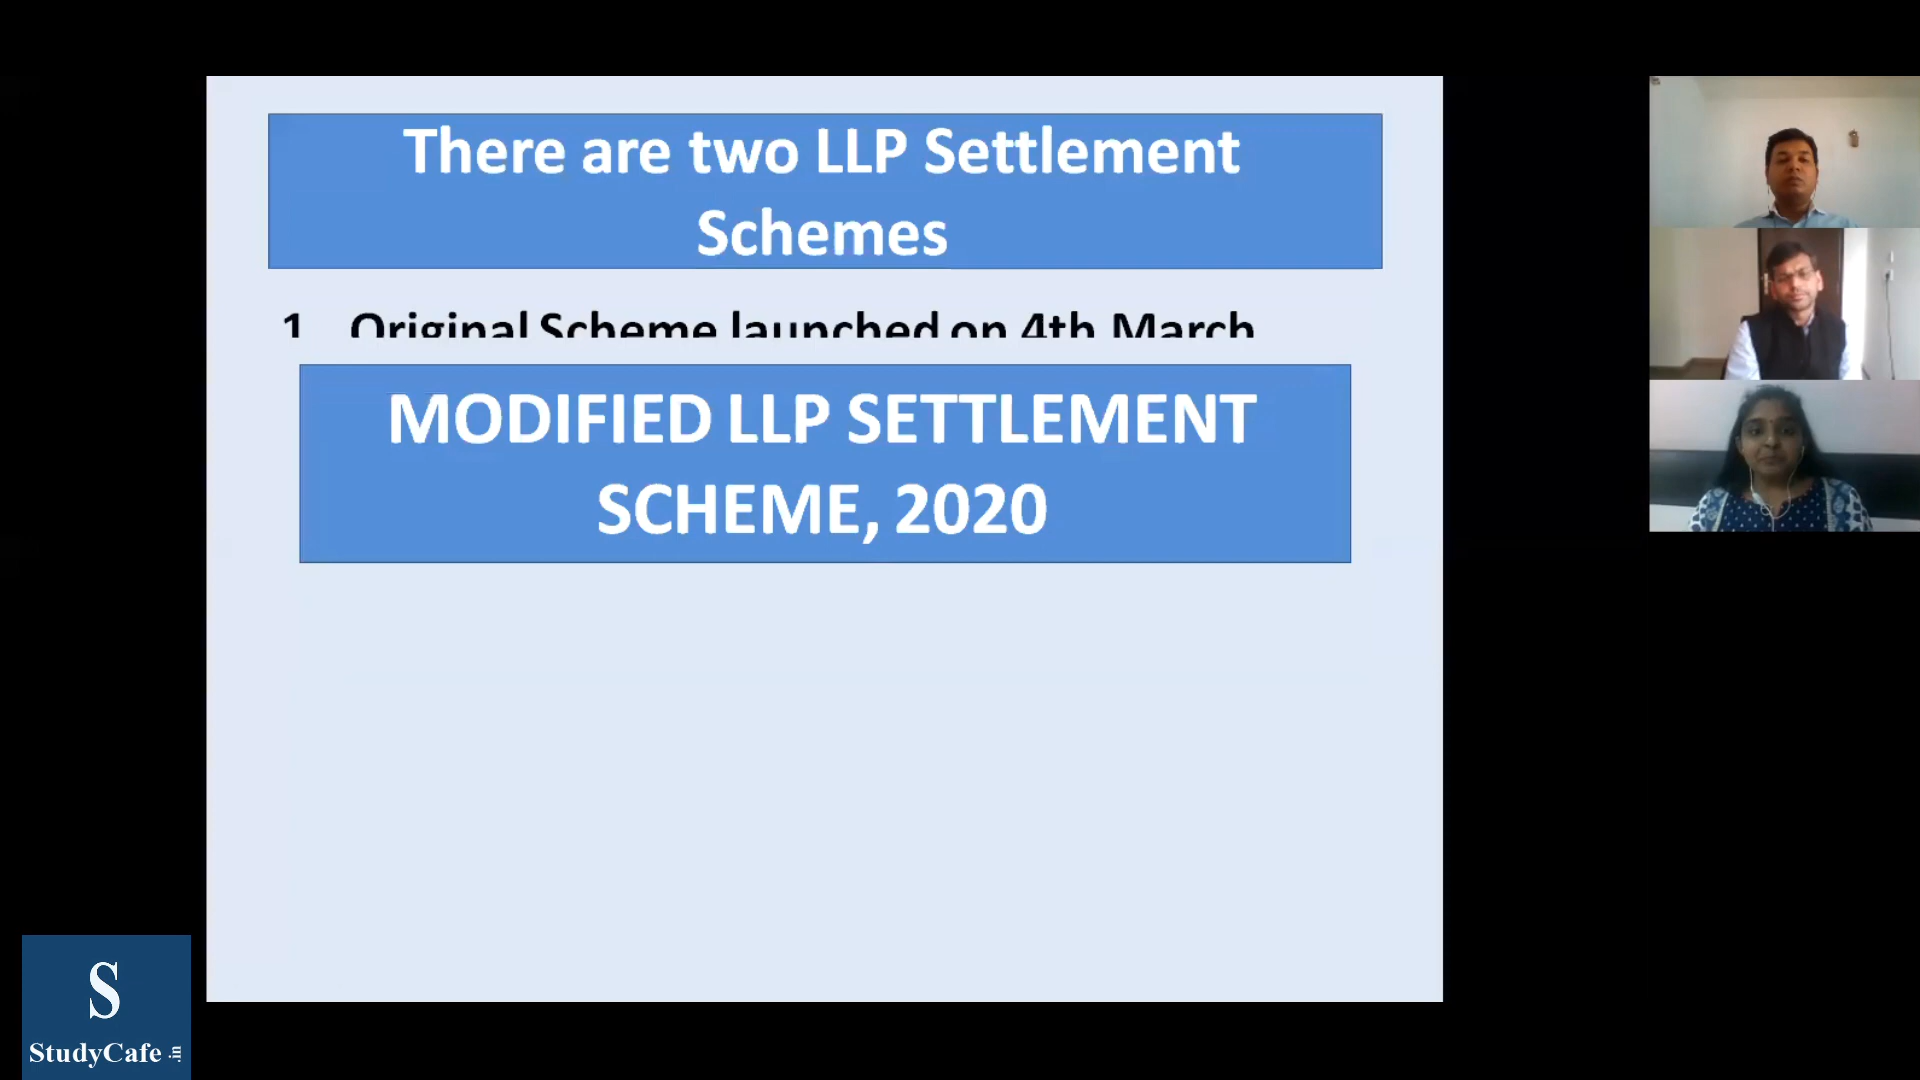 There are two LLP Settlement
Schemes
1 Original Scheme launched on 4th March
MODIFIED LLP SETTLEMENT
SCHEME, 2020
S
StudyCafe.in